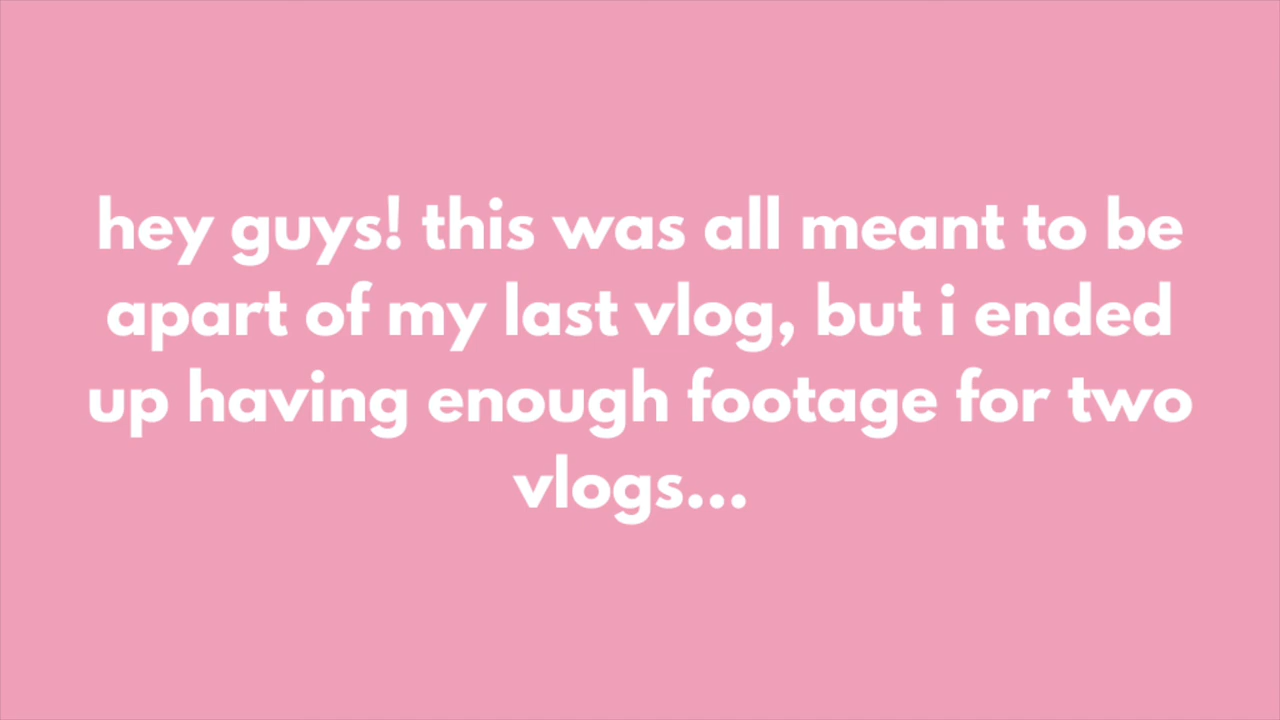 hey guys! this was all meant to be
apart of my last vlog, but i ended
up having enough footage for two
vlogs...